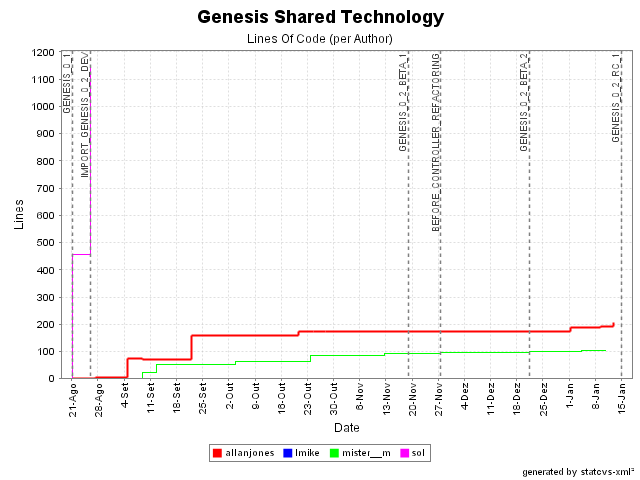 Genesis Shared Technology
Lines Of Code (per Author)
1200
1100
1000
900
800
700
600
500
400
300
200
100
0
Lines
GENESIS_0_1
IMPORT_GENESIS_0_2_DEV
GENESIS_0_2_BETA_1
BEFORE_CONTROLLER_REFACTORING
GENESIS_0_2_BETA_2
GENESIS_0_2_RC_1
21-Ago 28-Ago 4-Set 11-Set 18-Set 25-Set 2-Out 9-Out 16-Out 23-Out 30-Out 6-Nov 13-Nov 20-Nov 27-Nov 4-Dez 11-Dez 18-Dez 25-Dez 1-Jan 8-Jan 15-Jan
Date
allanjones lmike mister__m sol
generated by statcvs-xml²